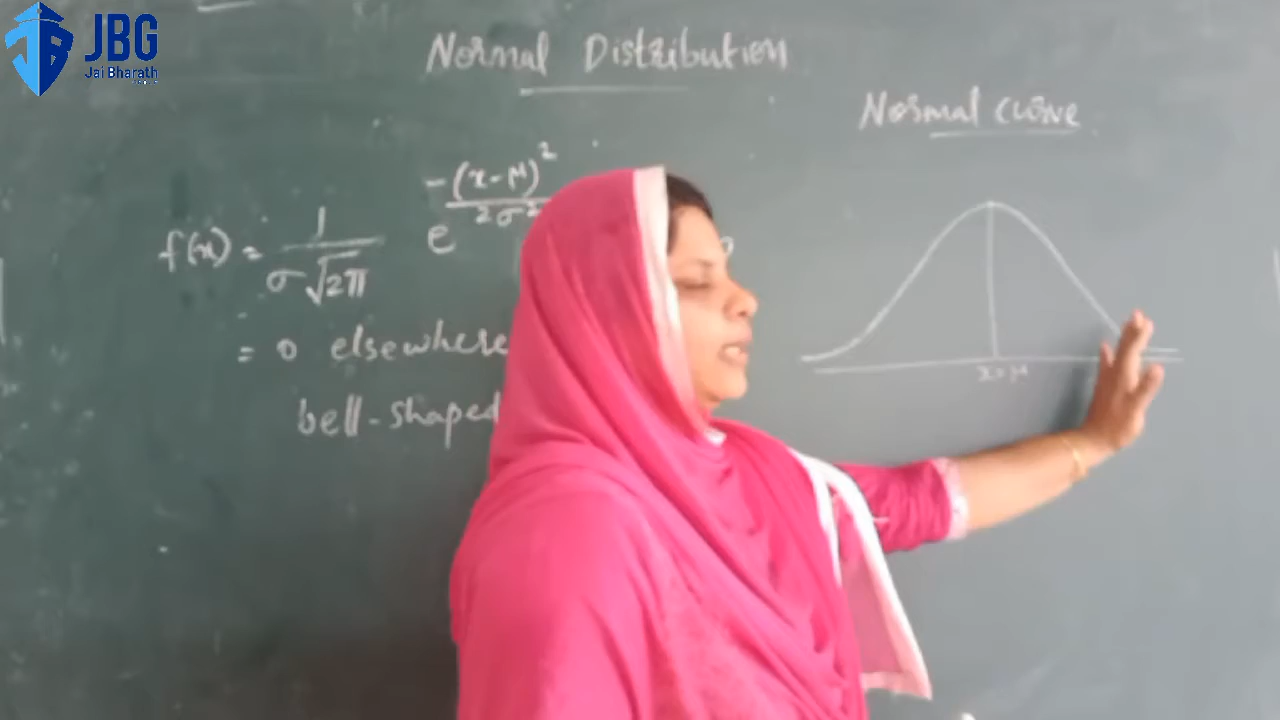 JBG
Jai Bharath
Normal Distribution
Normal curve
f(x) = 1/σ√2π e^-(x-μ)²/2σ²
= 0 elsewhere
bell-shaped
x=μ